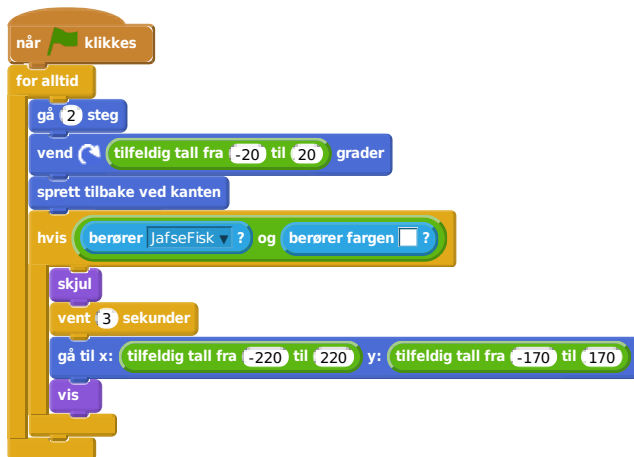 når klikkes
for alltid
gå 2 steg
vend tilfeldig tall fra -20 til 20 grader
sprett tilbake ved kanten
hvis berører JafseFisk ? og berører fargen ?
skjul
vent 3 sekunder
gå til x: tilfeldig tall fra -220 til 220 y: tilfeldig tall fra -170 til 170
vis